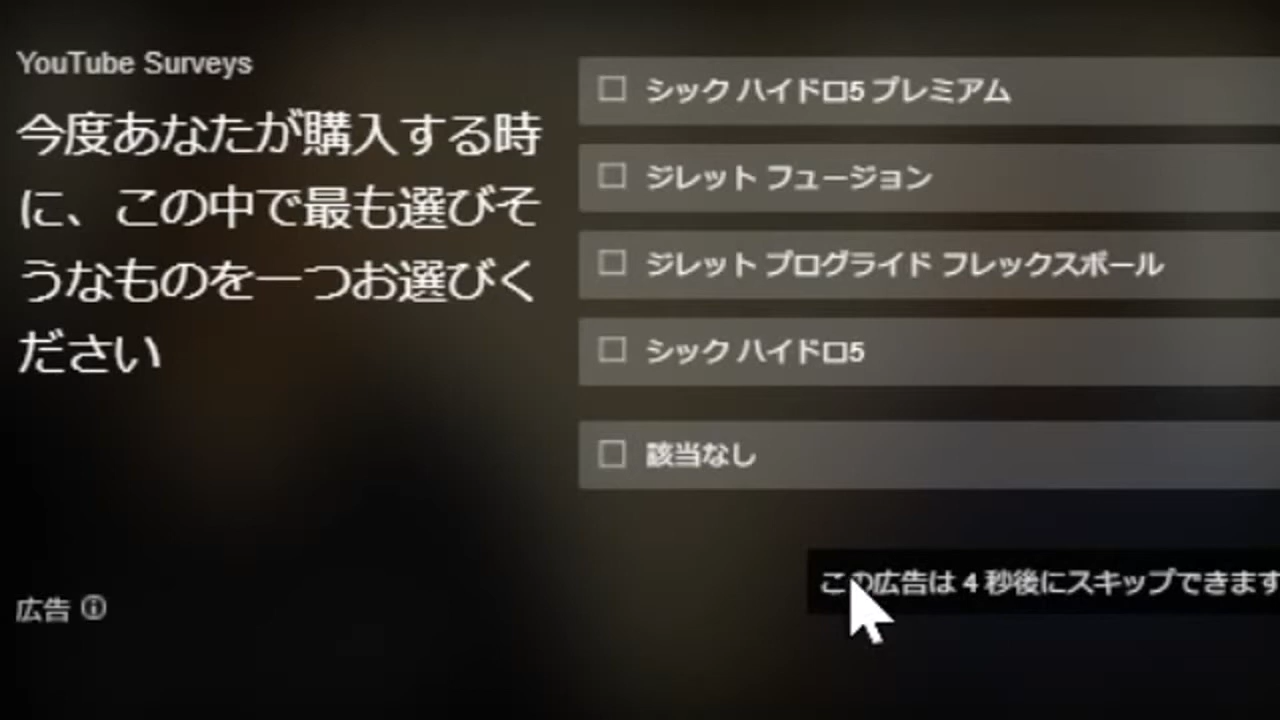 YouTube Surveys
今度あなたが購入する時
に、この中で最も選びそ
うなものを一つお選びく
ださい
シック ハイドロ5 プレミアム
ジレット フュージョン
ジレット プログライド フレックスボール
シック ハイドロ5
該当なし
この広告は 4 秒後にスキップできます
広告